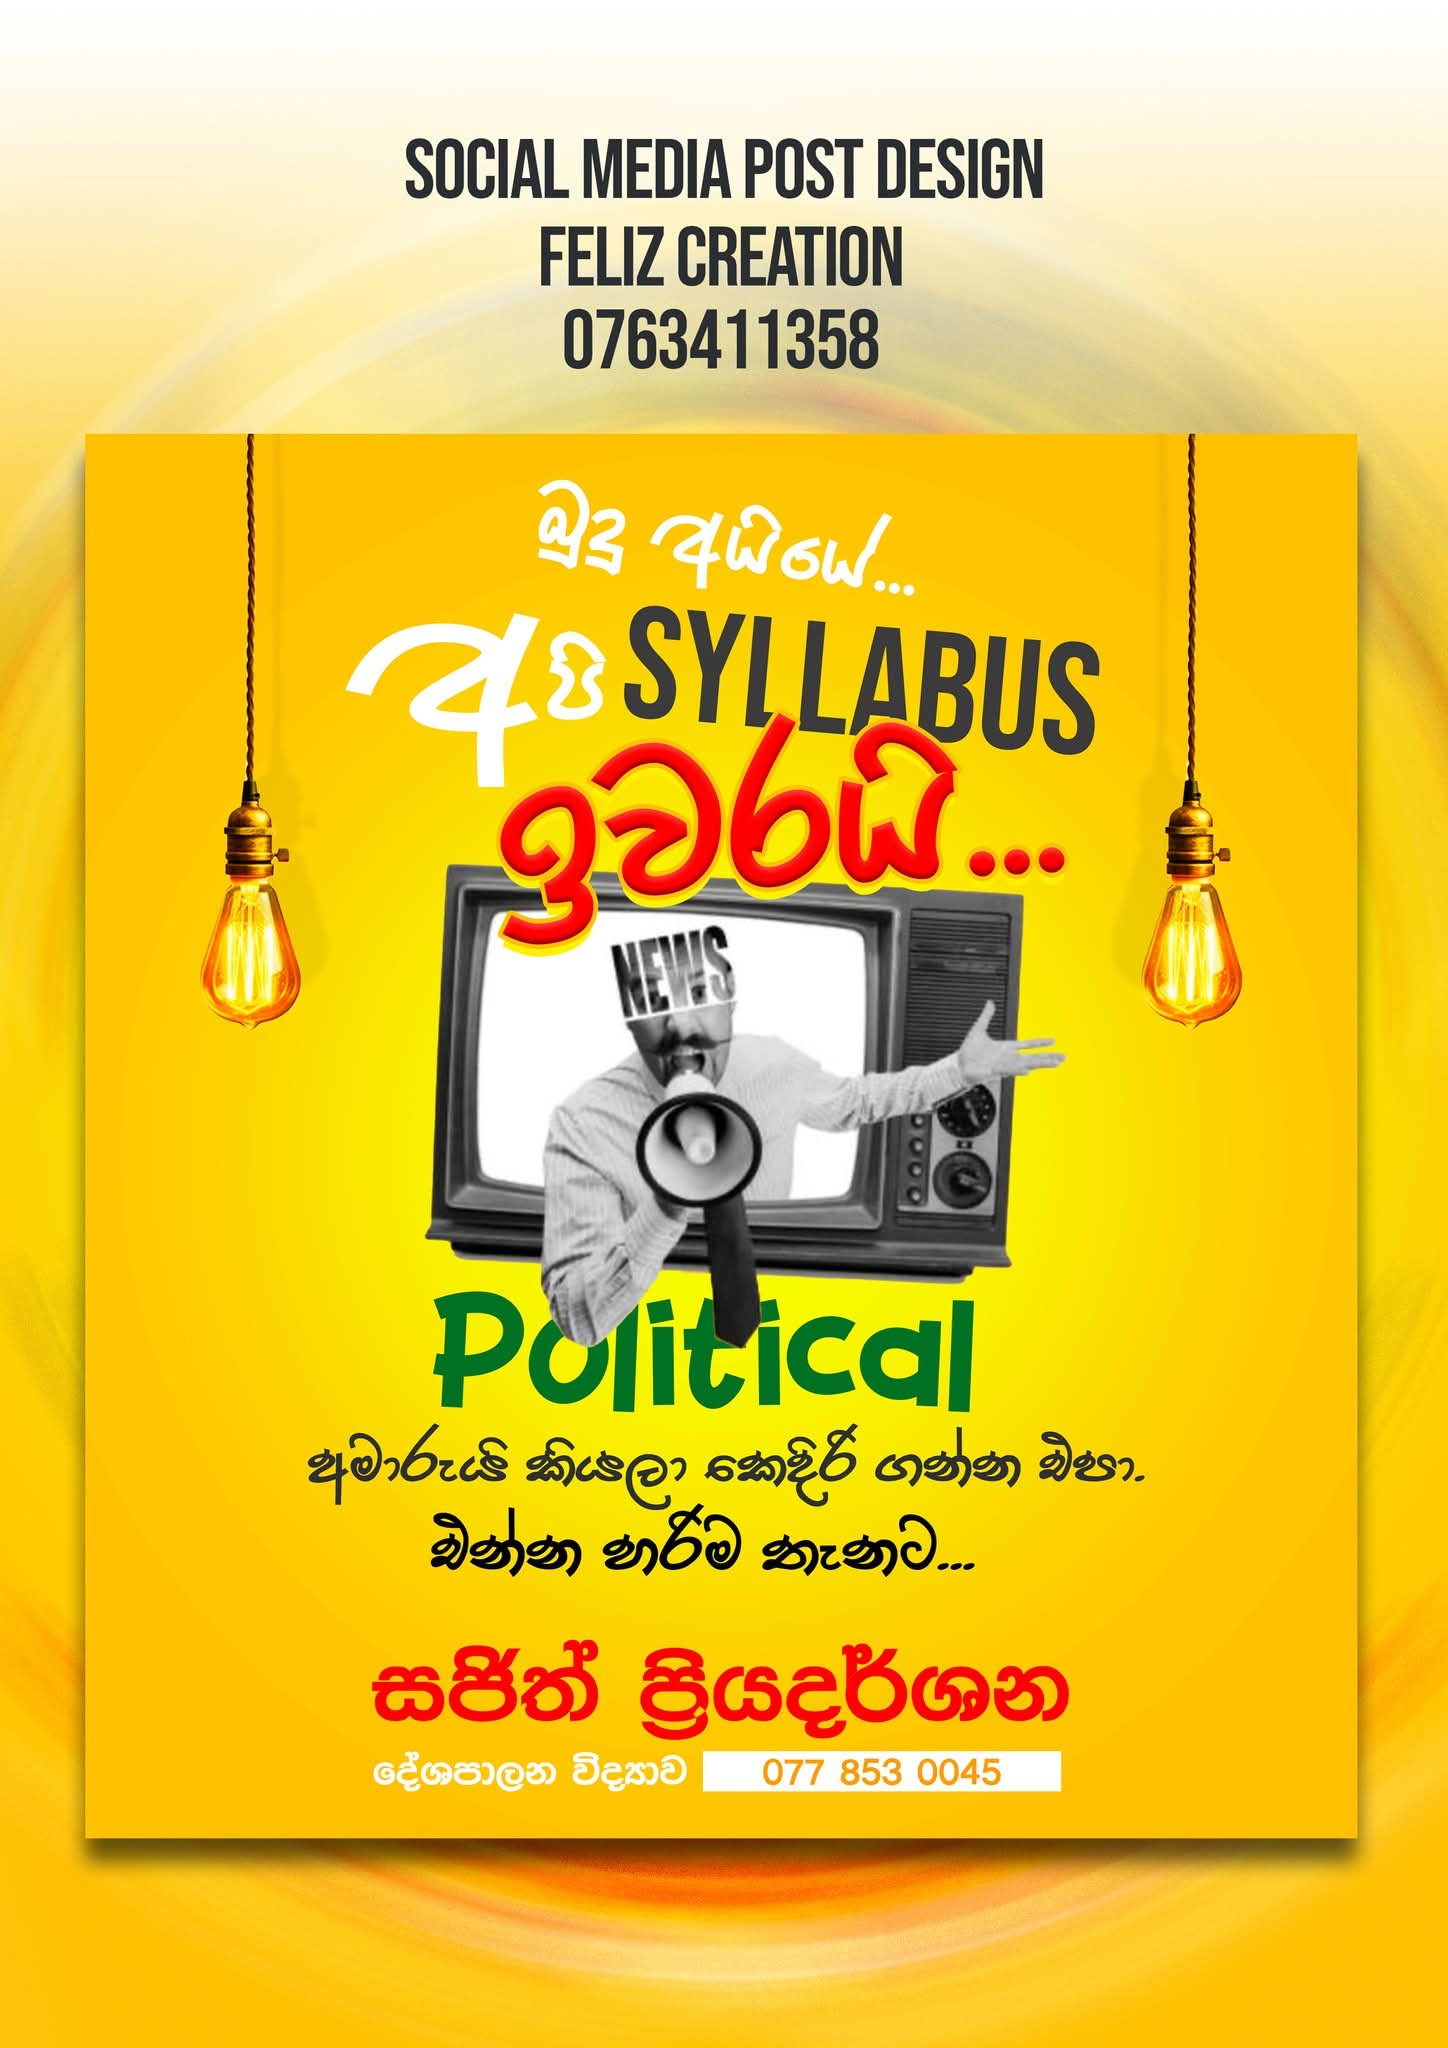 SOCIAL MEDIA POST DESIGN
FELIZ CREATION
0763411358
බුදු අයියේ...
අපි SYLLABUS
ඉවරයි...
NEWS
Political
අමාරුයි කියලා කෙදිරි ගන්න එපා.
එන්න හරිම තැනට...
සජිත් ප්‍රියදර්ශන
දේශපාලන විද්‍යාව 077 853 0045